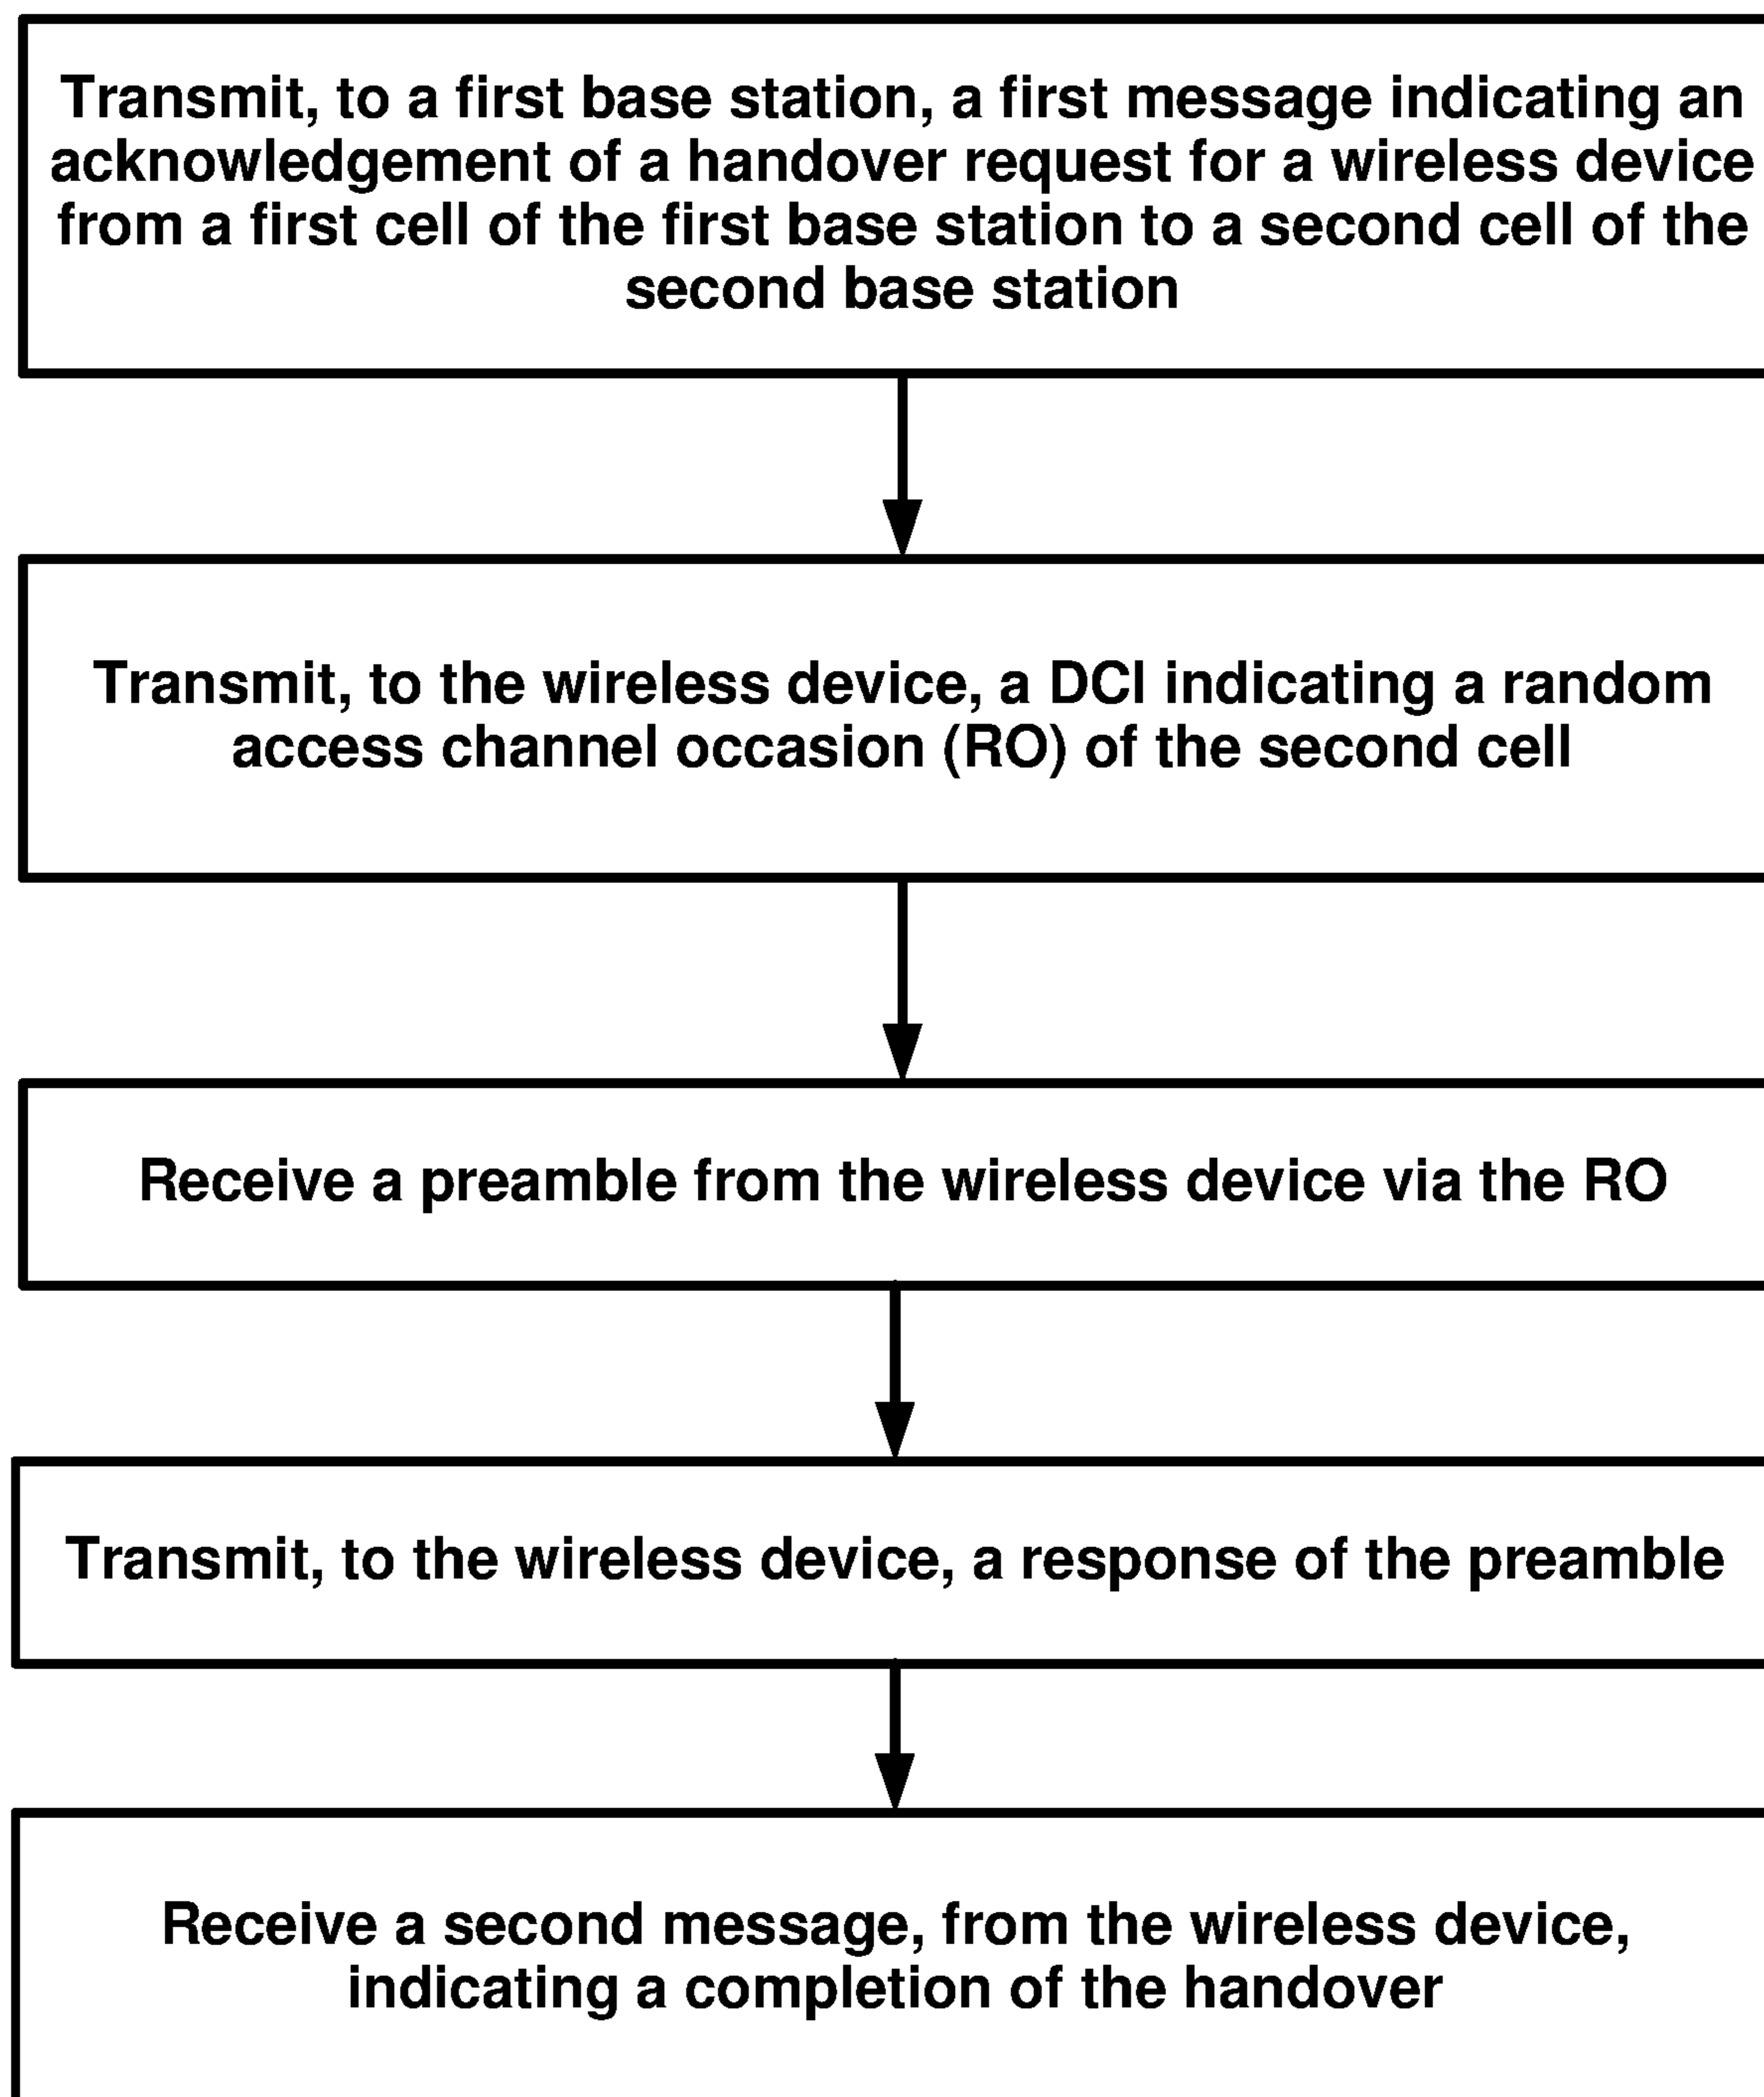 Transmit, to a first base station, a first message indicating an
acknowledgement of a handover request for a wireless device
from a first cell of the first base station to a second cell of the
second base station
Transmit, to the wireless device, a DCI indicating a random
access channel occasion (RO) of the second cell
Receive a preamble from the wireless device via the RO
Transmit, to the wireless device, a response of the preamble
Receive a second message, from the wireless device,
indicating a completion of the handover